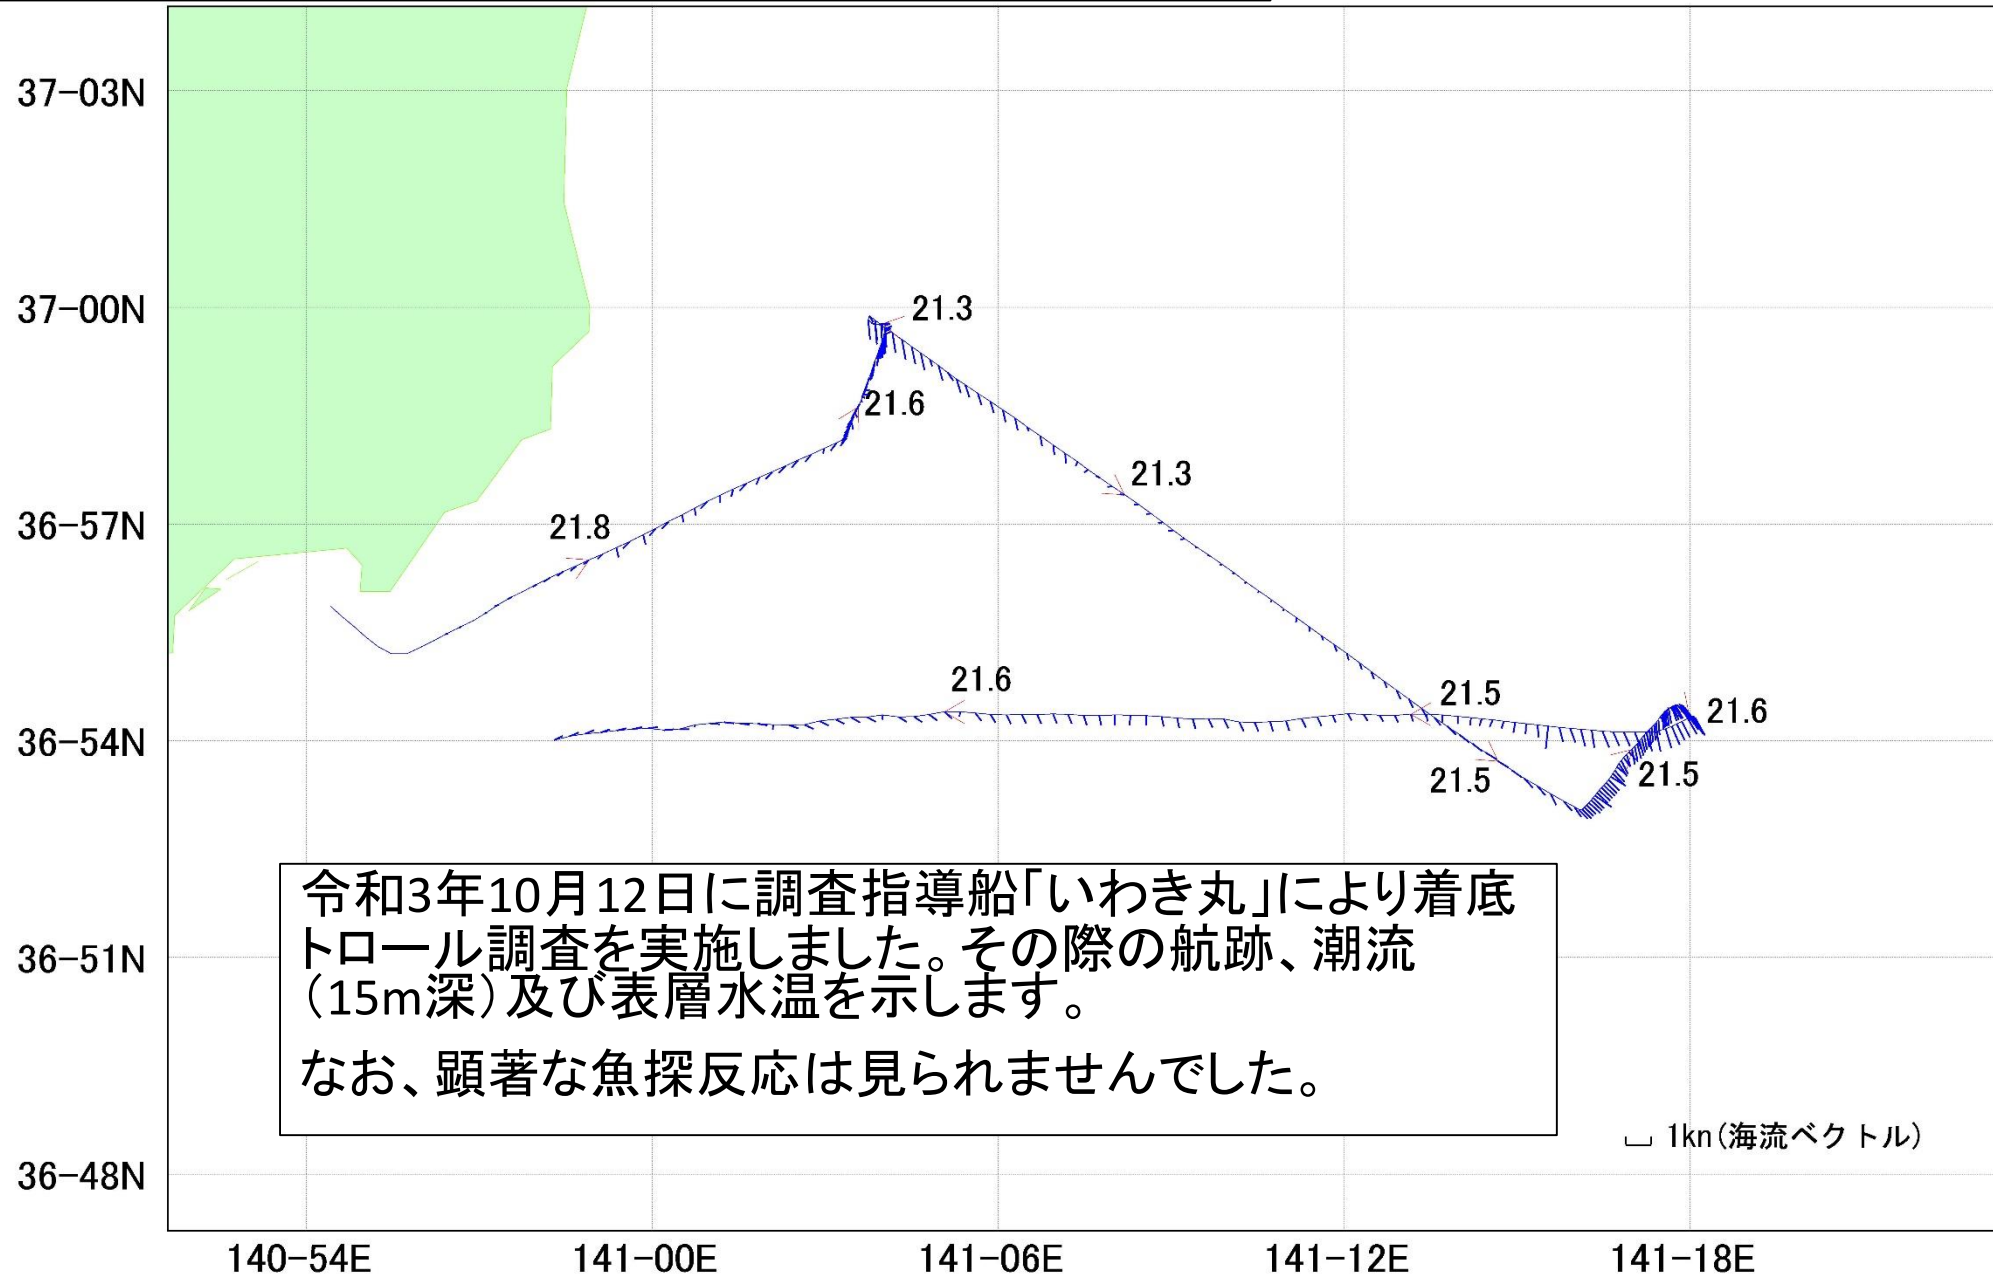 37-03N
37-00N
21.3
21.6
21.3
36-57N
21.8
21.6
21.5
21.6
36-54N
21.5
21.5
令和3年10月12日に調査指導船「いわき丸」により着底
トロール調査を実施しました。その際の航跡、潮流
(15m深)及び表層水温を示します。
なお、顕著な魚探反応は見られませんでした。
36-51N
1kn(海流ベクトル)
36-48N
140-54E
141-00E
141-06E
141-12E
141-18E